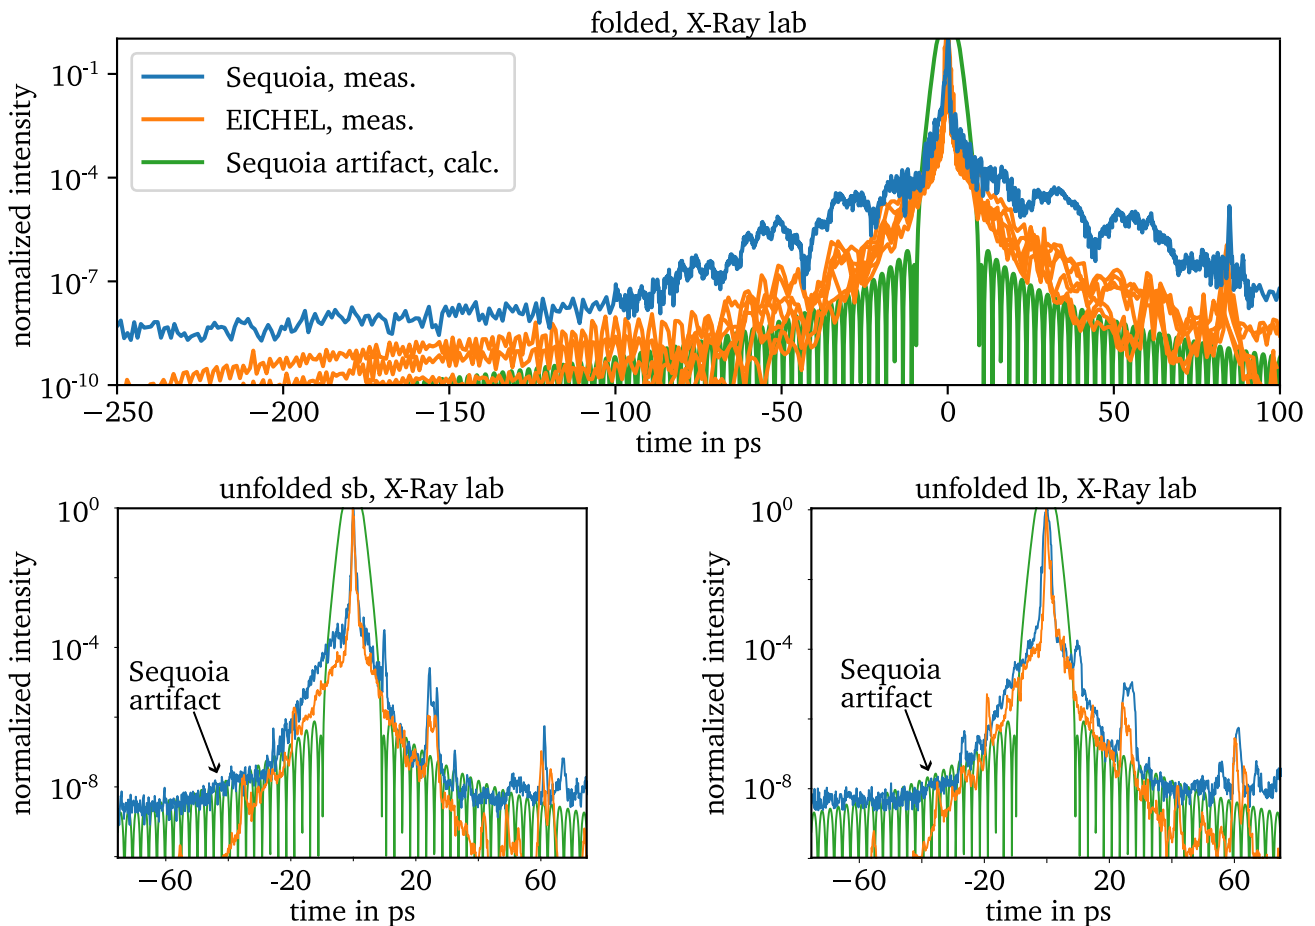 folded, X-Ray lab
normalized intensity
10^-1
10^-4
10^-7
10^-10
Sequoia, meas.
EICHEL, meas.
Sequoia artifact, calc.
−250 −200 −150 −100 -50 0 50 100
time in ps
unfolded sb, X-Ray lab
normalized intensity
10^0
10^-4
10^-8
Sequoia
artifact
−60 -20 20 60
time in ps
unfolded lb, X-Ray lab
normalized intensity
10^0
10^-4
10^-8
Sequoia
artifact
−60 -20 20 60
time in ps